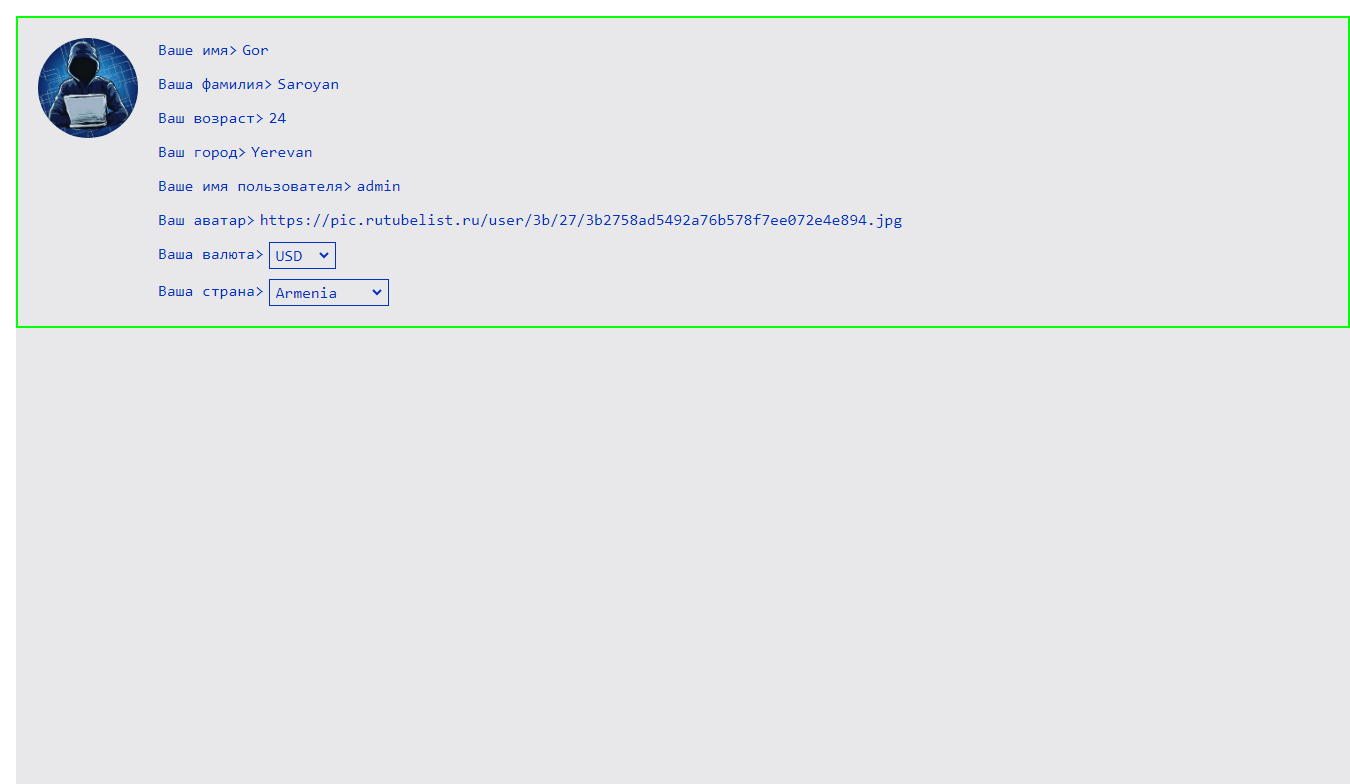 Ваше имя> Gor
Ваша фамилия> Saroyan
Ваш возраст> 24
Ваш город> Yerevan
Ваше имя пользователя> admin
Ваш аватар> https://pic.rutubelist.ru/user/3b/27/3b2758ad5492a76b578f7ee072e4e894.jpg
Ваша валюта> USD
Ваша страна> Armenia